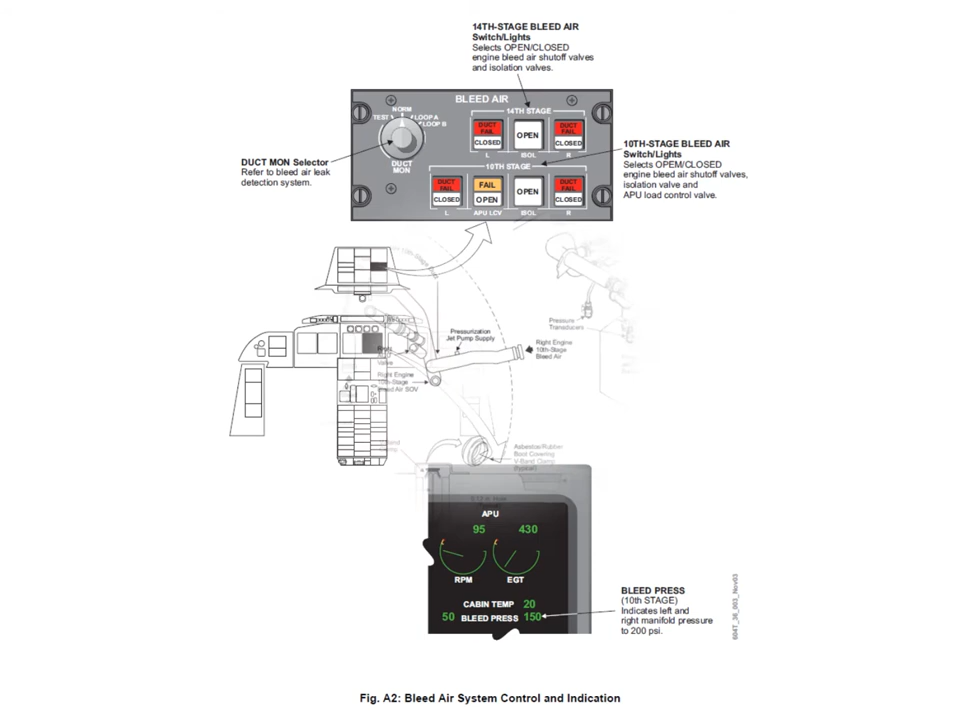 14TH-STAGE BLEED AIR
Switch/Lights
Selects OPEN/CLOSED
engine bleed air shutoff valves
and isolation valves.
BLEED AIR
NORM
14TH STAGE
TEST
LOOP A
LOOP B
DUCT
FAIL
CLOSED
OPEN
DUCT
FAIL
CLOSED
L
ISOL
R
DUCT
MON
10TH STAGE
DUCT
FAIL
CLOSED
FAIL
OPEN
OPEN
DUCT
FAIL
CLOSED
L
APU LCV
ISOL
R
DUCT MON Selector
Refer to bleed air leak
detection system.
10TH-STAGE BLEED AIR
Switch/Lights
Selects OPEM/CLOSED
engine bleed air shutoff valves,
isolation valve and
APU load control valve.
10th-Stage
Pressure
Transducers
Pressurization
Jet Pump Supply
Right Engine
10th-Stage
Bleed Air
Valve
Right Engine
10th-Stage
Bleed Air SOV
Asbestos/Rubber
Boot Covering
V-Band Clamp
(typical)
APU
95
430
RPM
EGT
CABIN TEMP 20
50 BLEED PRESS 150
BLEED PRESS
(10th STAGE)
Indicates left and
right manifold pressure
to 200 psi.
604T_36_003_Nov03
Fig. A2: Bleed Air System Control and Indication